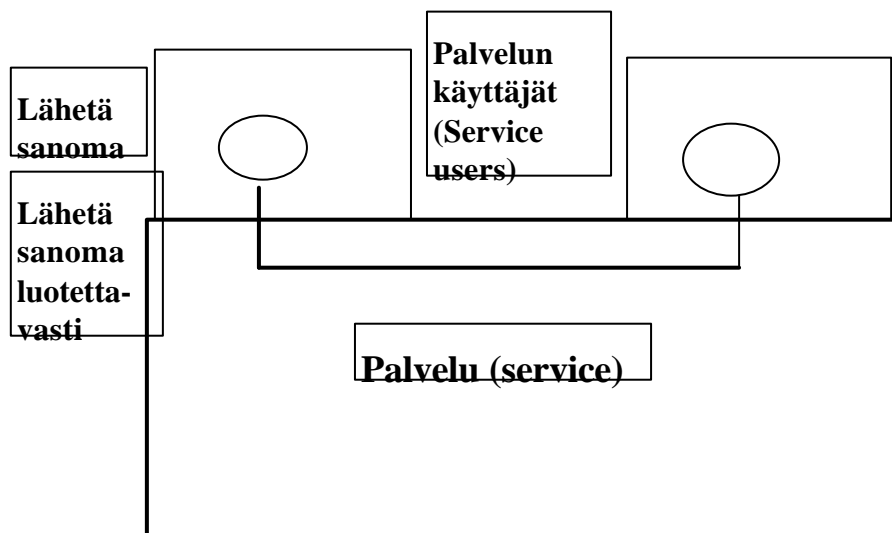 Lähetä
sanoma
Lähetä
sanoma
luotetta-
vasti
Palvelun
käyttäjät
(Service
users)
Palvelu (service)